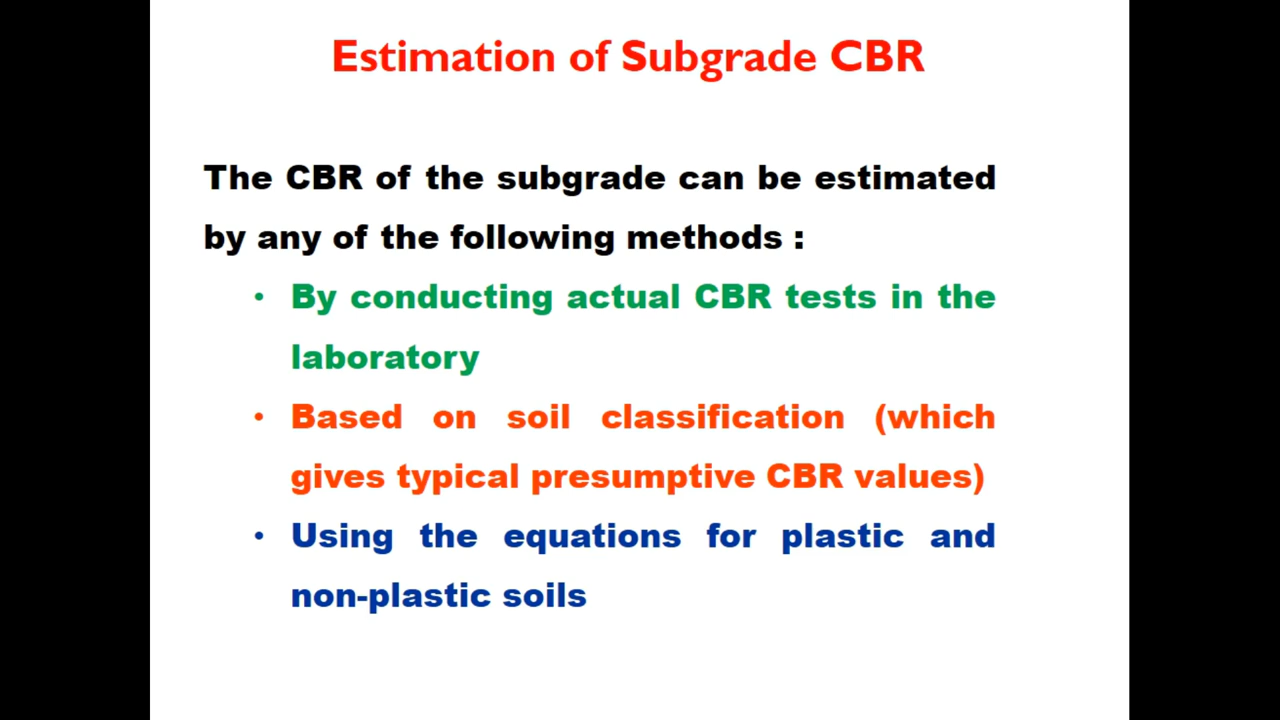 Estimation of Subgrade CBR
The CBR of the subgrade can be estimated
by any of the following methods :
• By conducting actual CBR tests in the
laboratory
• Based on soil classification (which
gives typical presumptive CBR values)
• Using the equations for plastic and
non-plastic soils